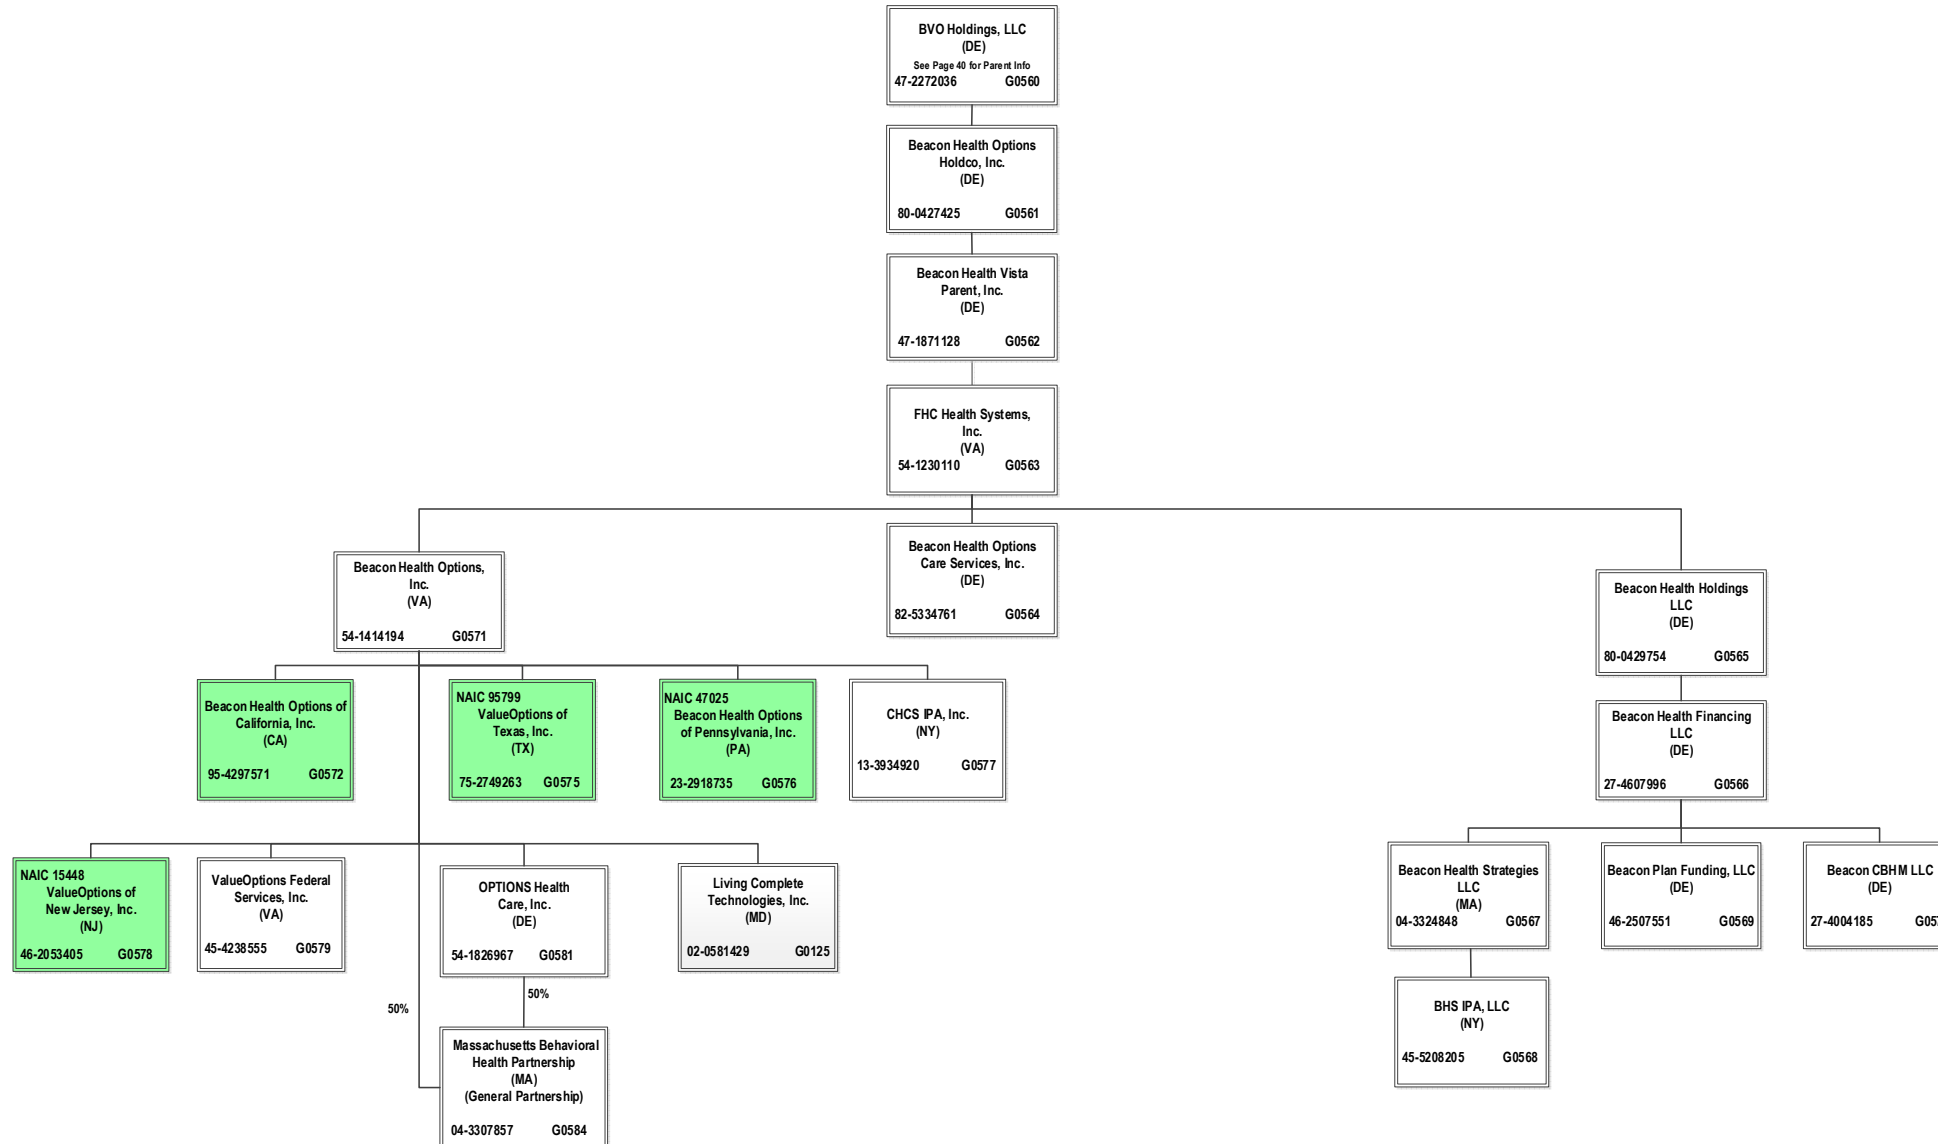 BVO Holdings, LLC
(DE)
See Page 40 for Parent Info
47-2272036 G0560
Beacon Health Options
Holdco, Inc.
(DE)
80-0427425 G0561
Beacon Health Vista
Parent, Inc.
(DE)
47-1871128 G0562
FHC Health Systems,
Inc.
(VA)
54-1230110 G0563
Beacon Health Options,
Inc.
(VA)
54-1414194 G0571
Beacon Health Options
Care Services, Inc.
(DE)
82-5334761 G0564
Beacon Health Holdings
LLC
(DE)
80-0429754 G0565
Beacon Health Options of
California, Inc.
(CA)
95-4297571 G0572
NAIC 95799
ValueOptions of
Texas, Inc.
(TX)
75-2749263 G0575
NAIC 47025
Beacon Health Options
of Pennsylvania, Inc.
(PA)
23-2918735 G0576
CHCS IPA, Inc.
(NY)
13-3934920 G0577
Beacon Health Financing
LLC
(DE)
27-4607996 G0566
NAIC 15448
ValueOptions of
New Jersey, Inc.
(NJ)
46-2053405 G0578
ValueOptions Federal
Services, Inc.
(VA)
45-4238555 G0579
OPTIONS Health
Care, Inc.
(DE)
54-1826967 G0581
Living Complete
Technologies, Inc.
(MD)
02-0581429 G0125
Beacon Health Strategies
LLC
(MA)
04-3324848 G0567
Beacon Plan Funding, LLC
(DE)
46-2507551 G0569
Beacon CBHM LLC
(DE)
27-4004185
50%
50%
Massachusetts Behavioral
Health Partnership
(MA)
(General Partnership)
04-3307857 G0584
BHS IPA, LLC
(NY)
45-5208205 G0568